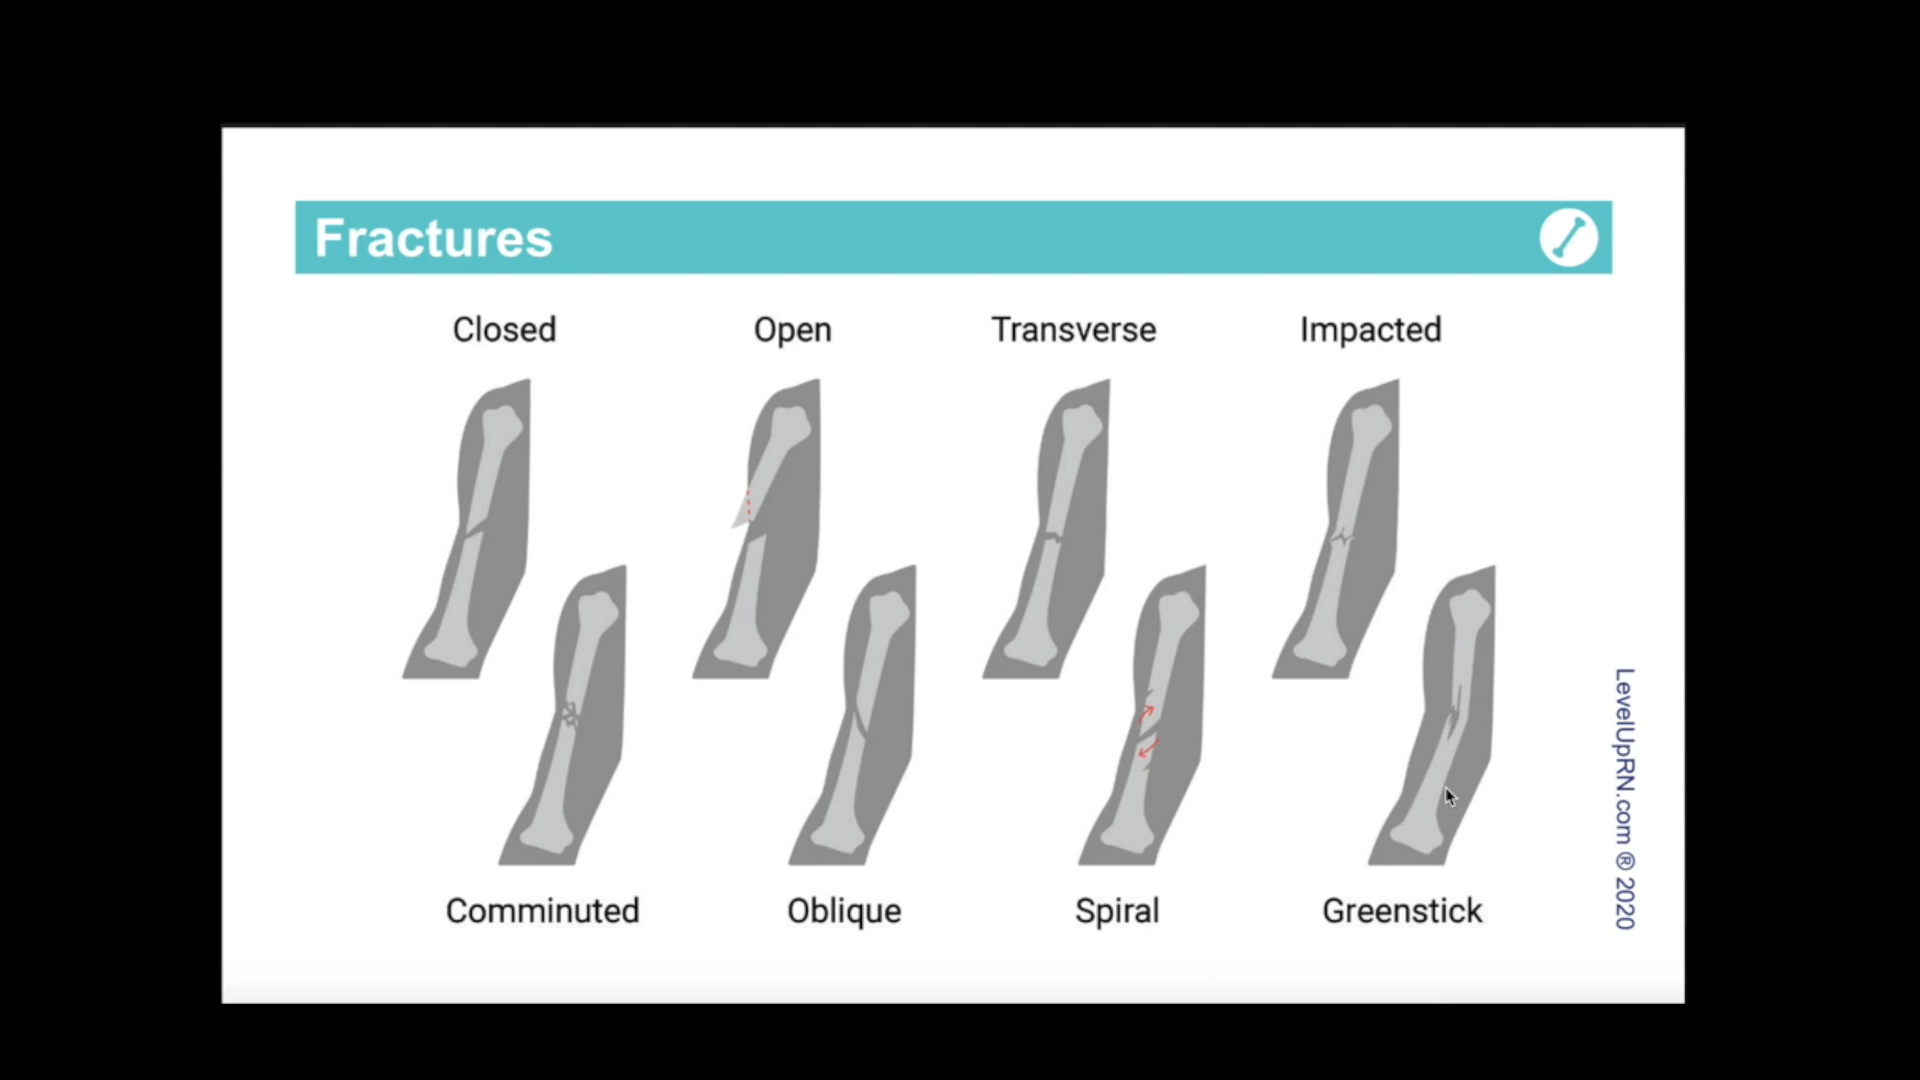 Fractures
Closed
Open
Transverse
Impacted
Comminuted
Oblique
Spiral
Greenstick
LevelUpRN.com ® 2020